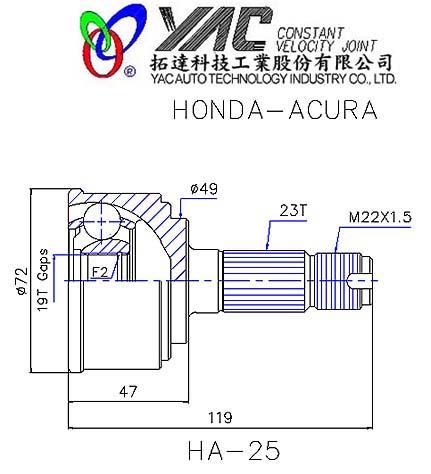 YAC CONSTANT
VELOCITY JOINT
®
拓達科技工業股份有限公司
YAC AUTO TECHNOLOGY INDUSTRY CO., LTD.
HONDA-ACURA
ø49
23T
M22X1.5
ø72
19T Gaps
F2
47
119
HA-25